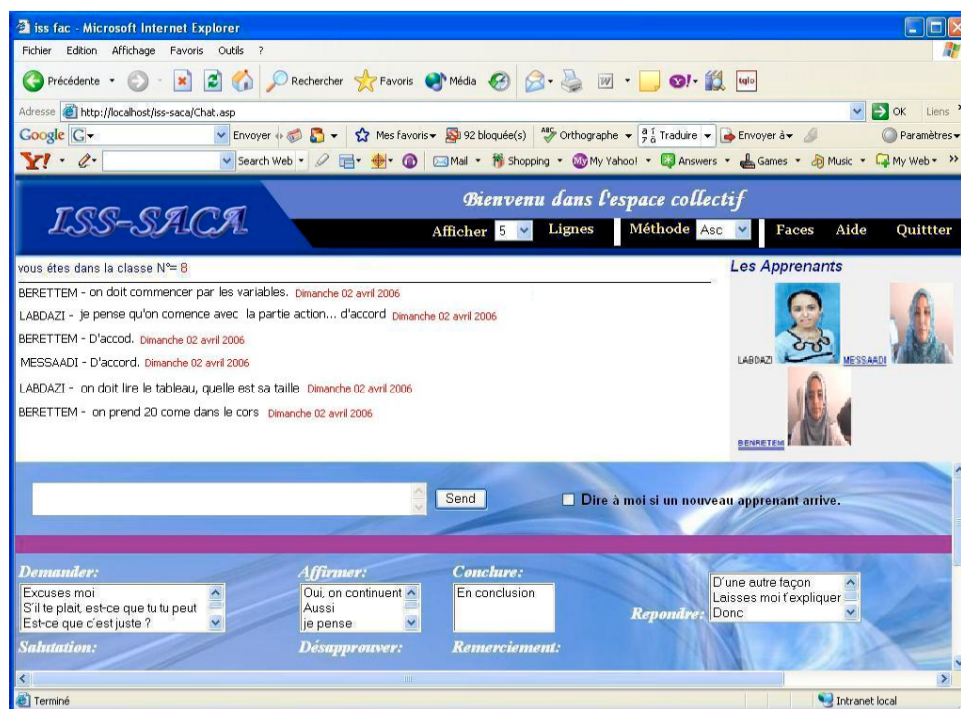 iss fac - Microsoft Internet Explorer
Fichier Edition Affichage Favoris Outils ?
Précédente Rechercher Favoris Média
Adresse http://localhost/iss-saca/Chat.asp OK Liens
Google G Envoyer Mes favoris 92 bloquée(s) Orthographe Traduire Envoyer à Paramètres
Y! Search Web Mail Shopping My Yahoo! Answers Games Music My Web
ISS-SACA
Bienvenu dans l'espace collectif
Afficher 5 Lignes Méthode Asc Faces Aide Quittter
vous étes dans la classe N°= 8
BERETTEM - on doit commencer par les variables. Dimanche 02 avril 2006
LABDAZI - je pense qu'on comence avec la partie action... d'accord Dimanche 02 avril 2006
BERETTEM - D'accod. Dimanche 02 avril 2006
MESSAADI - D'accord. Dimanche 02 avril 2006
LABDAZI - on doit lire le tableau, quelle est sa taille Dimanche 02 avril 2006
BERETTEM - on prend 20 come dans le cors Dimanche 02 avril 2006
Les Apprenants
LABDAZI MESSAADI
BENRETEM
Send Dire à moi si un nouveau apprenant arrive.
Demander:
Excuses moi
S'il te plait, est-ce que tu tu peut
Est-ce que c'est juste ?
Affirmer:
Oui, on continuent
Aussi
je pense
Conclure:
En conclusion
Repondre:
D'une autre façon
Laisses moi t'expliquer
Donc
Salutation: Désapprouver: Remerciement:
Terminé Intranet local